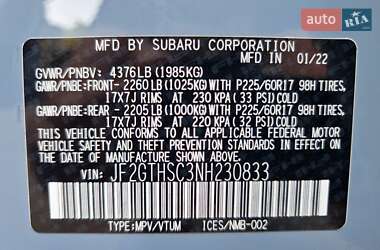 auto RIA
MFD BY SUBARU CORPORATION
MADE IN JAPAN 01/22
GVWR/PNBV: 4376LB (1985KG)
GAWR/PNBE:FRONT- 2260LB(1025KG) P225/60R17 98H TIRES,
17X7J RIMS AT 230 KPA (33 PSI) COLD
GAWR/PNBE:REAR - 2205LB(1000KG) P225/60R17 98H TIRES,
17X7J RIMS AT 220 KPA (32 PSI) COLD
THIS VEHICLE CONFORMS TO ALL APPLICABLE U.S. FEDERAL MOTOR
VEHICLE SAFETY, BUMPER, AND THEFT PREVENTION STANDARDS
IN EFFECT ON THE DATE OF MANUFACTURE SHOWN ABOVE.
VIN: JF2GTHSC3NH230833
TYPE:MPV/VTUM ICES/NMB-002